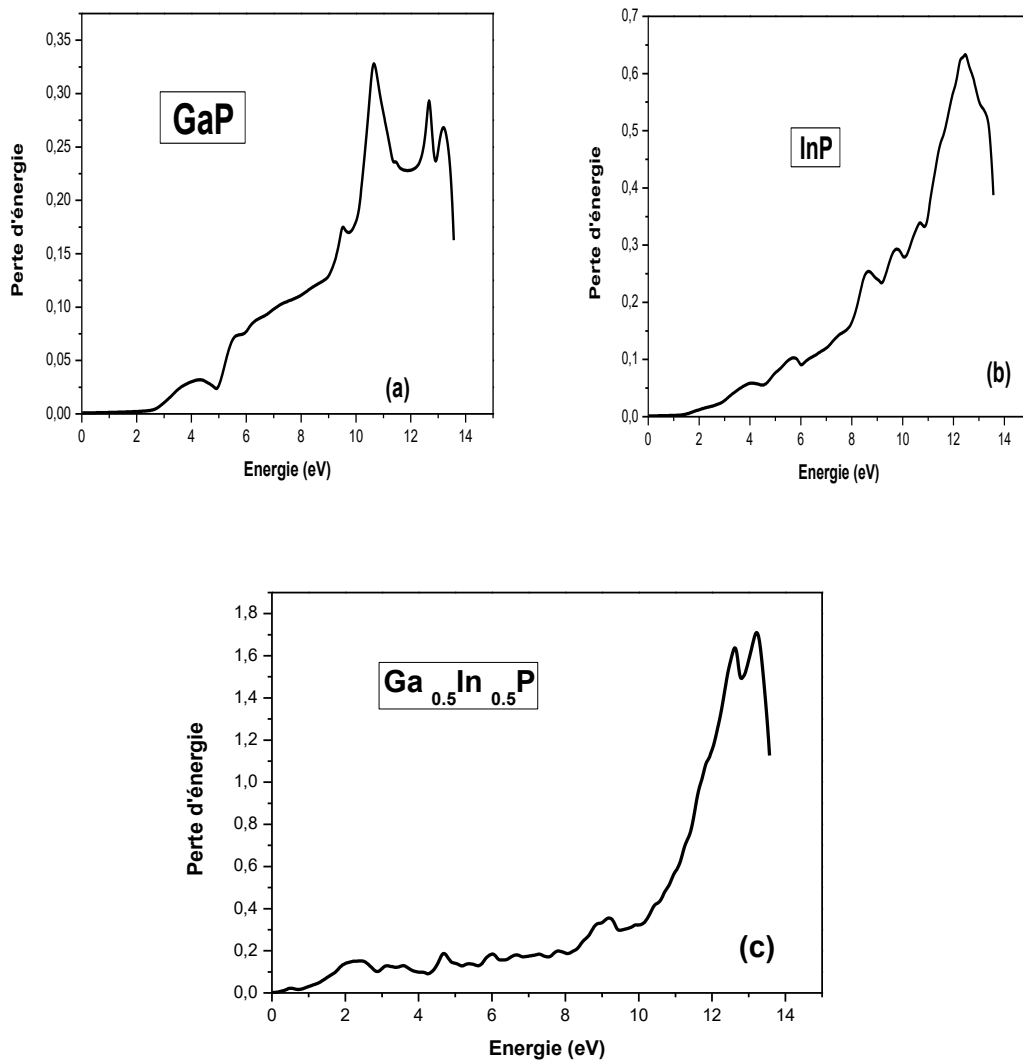 0,35
0,30
0,25
0,20
0,15
0,10
0,05
0,00
Perte d'énergie
GaP
(a)
0 2 4 6 8 10 12 14
Energie (eV)
0,7
0,6
0,5
0,4
0,3
0,2
0,1
0,0
Perte d'énergie
InP
(b)
0 2 4 6 8 10 12 14
Energie (eV)
1,8
1,6
1,4
1,2
1,0
0,8
0,6
0,4
0,2
0,0
Perte d'énergie
Ga 0.5 In 0.5 P
(c)
0 2 4 6 8 10 12 14
Energie (eV)